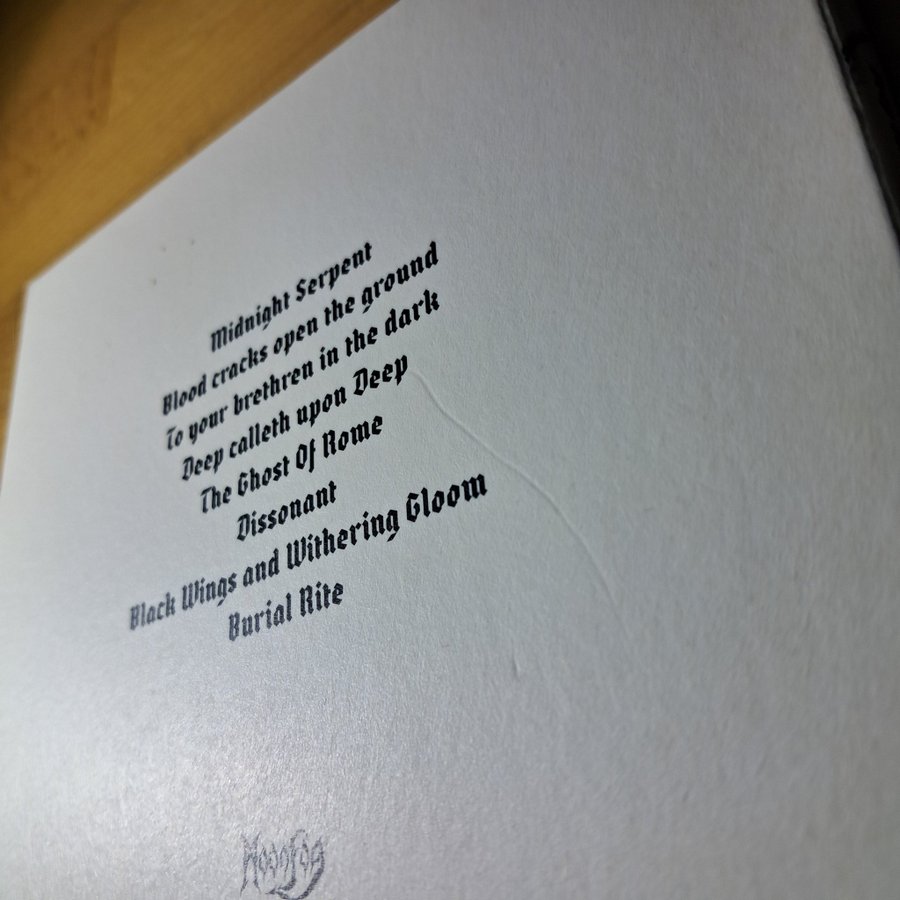 Midnight Serpent
Blood cracks open the ground
To your brethren in the dark
Deep calleth upon Deep
The Ghost Of Rome
Dissonant
Black Wings and Withering Gloom
Burial Rite
Moonfog